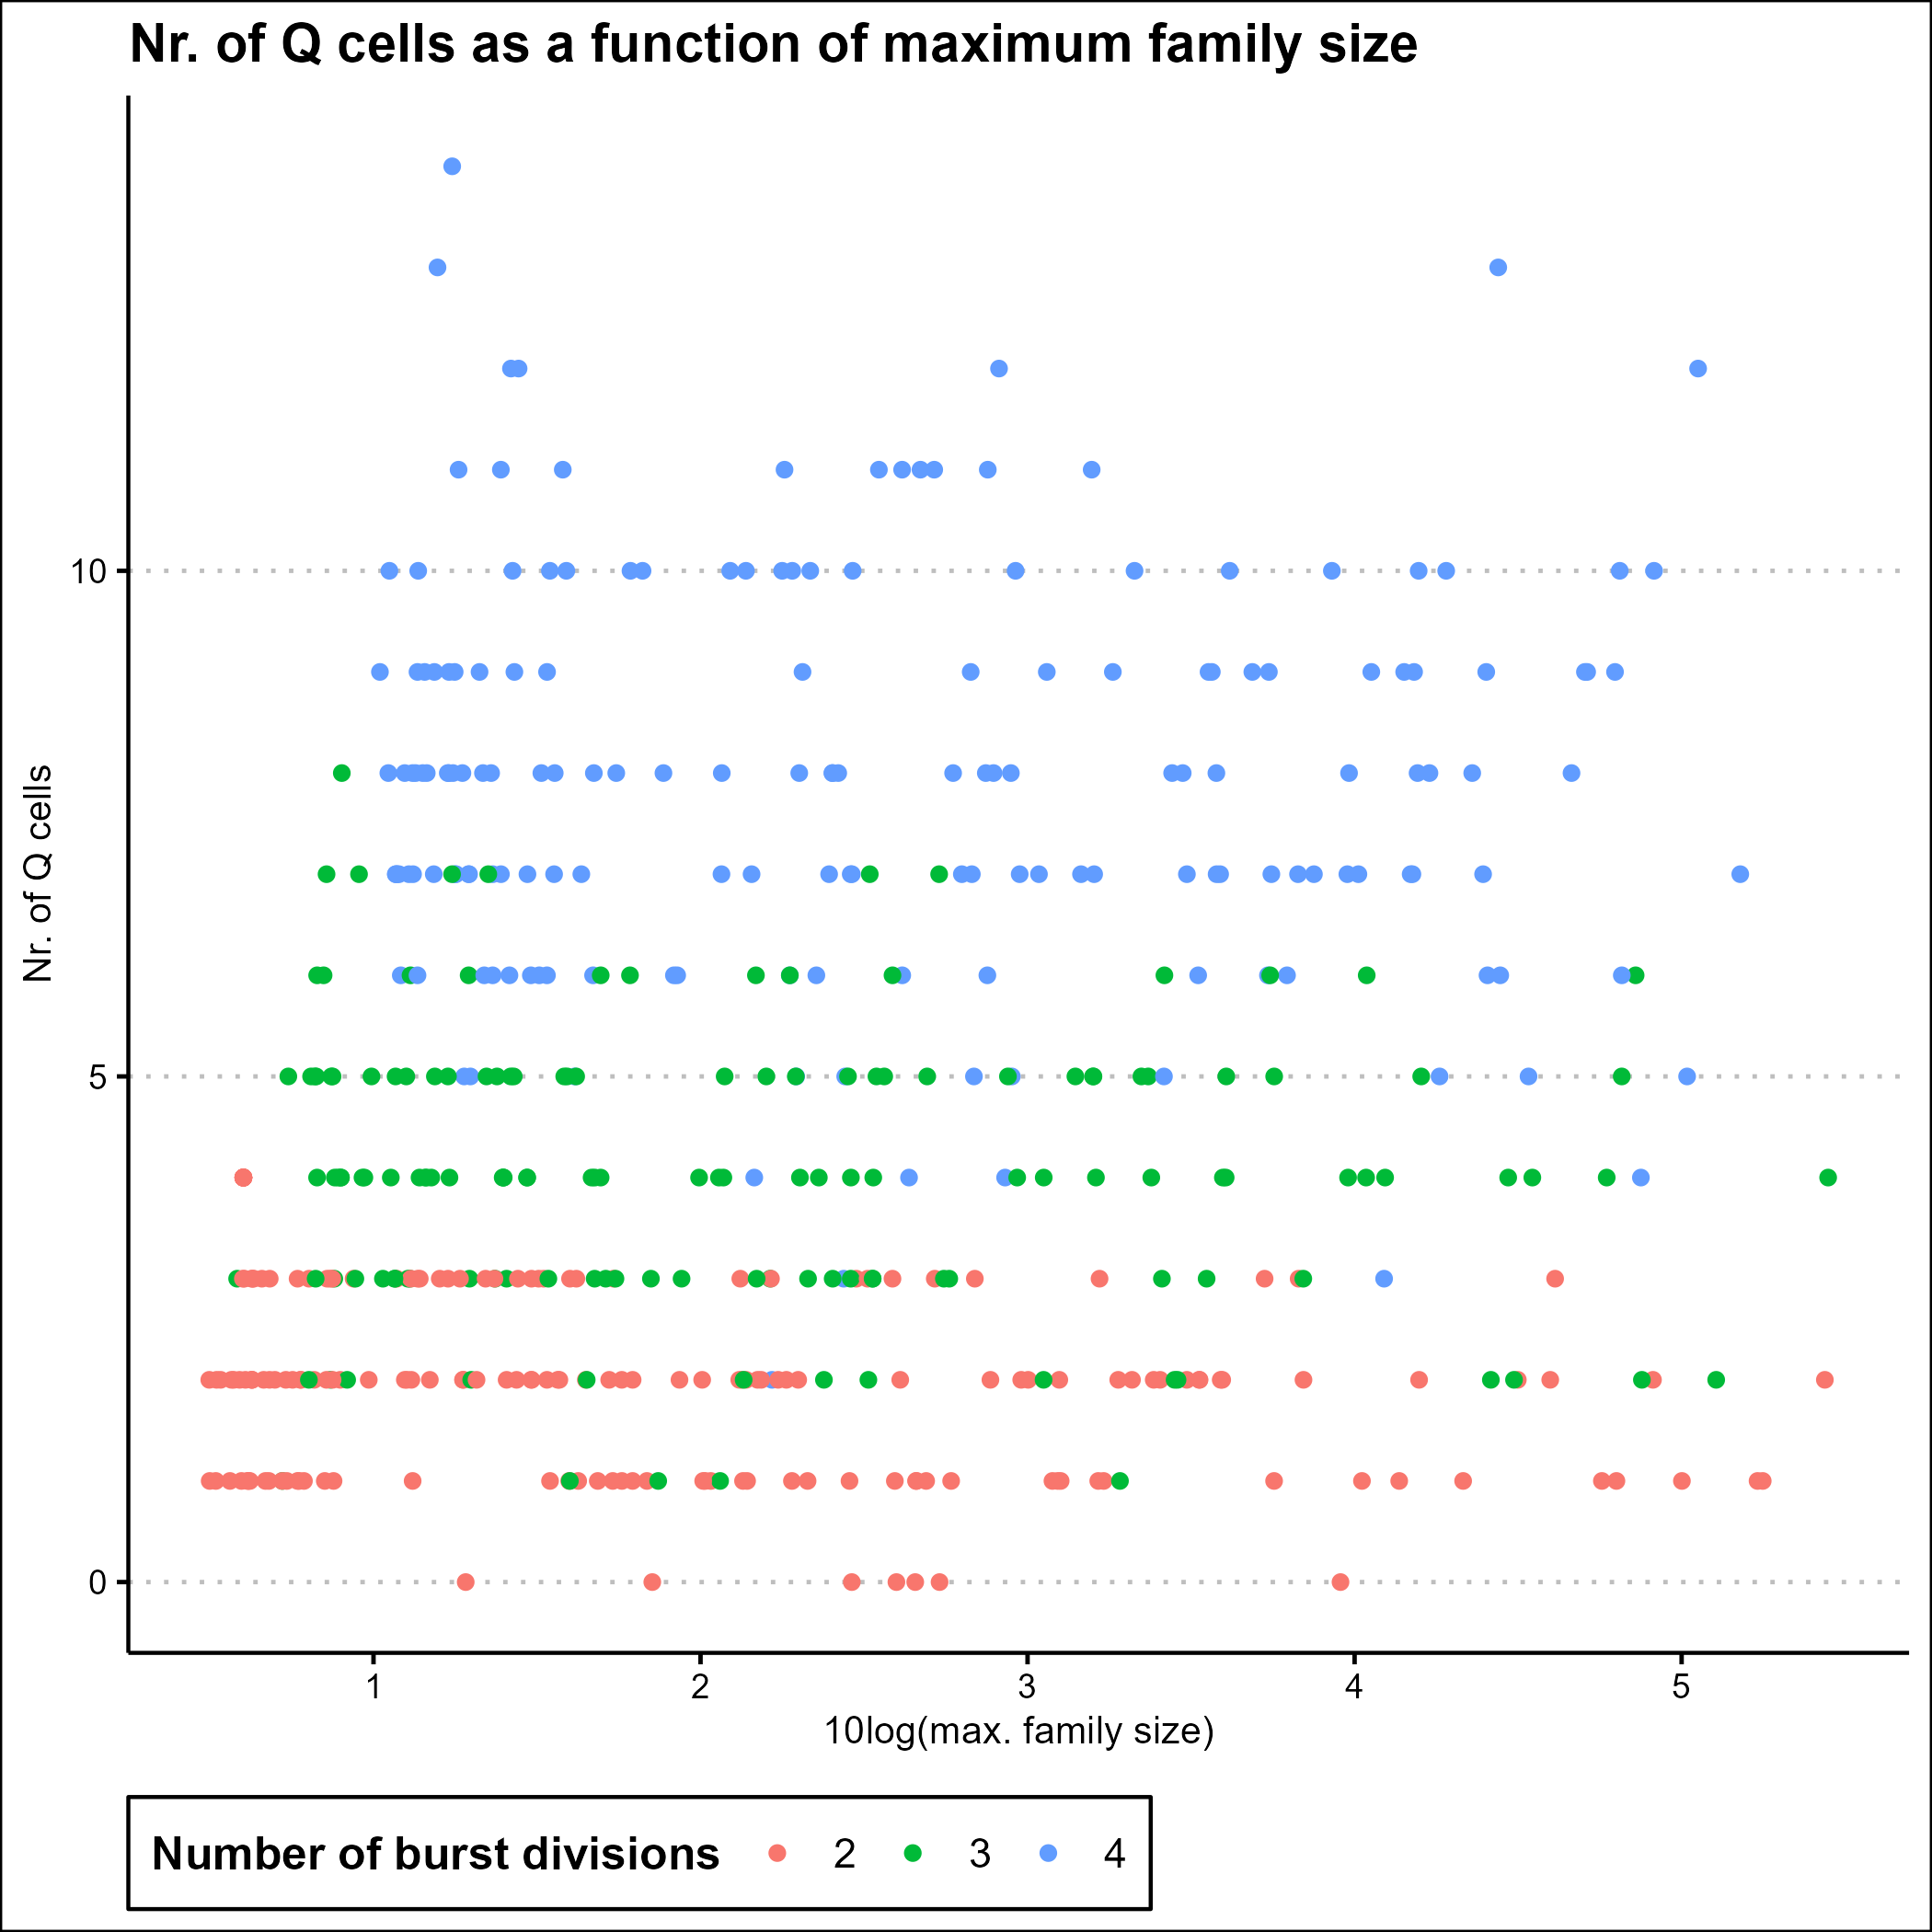 Nr. of Q cells as a function of maximum family size
Nr. of Q cells
10
5
0
1 2 3 4 5
10log(max. family size)
Number of burst divisions 2 3 4